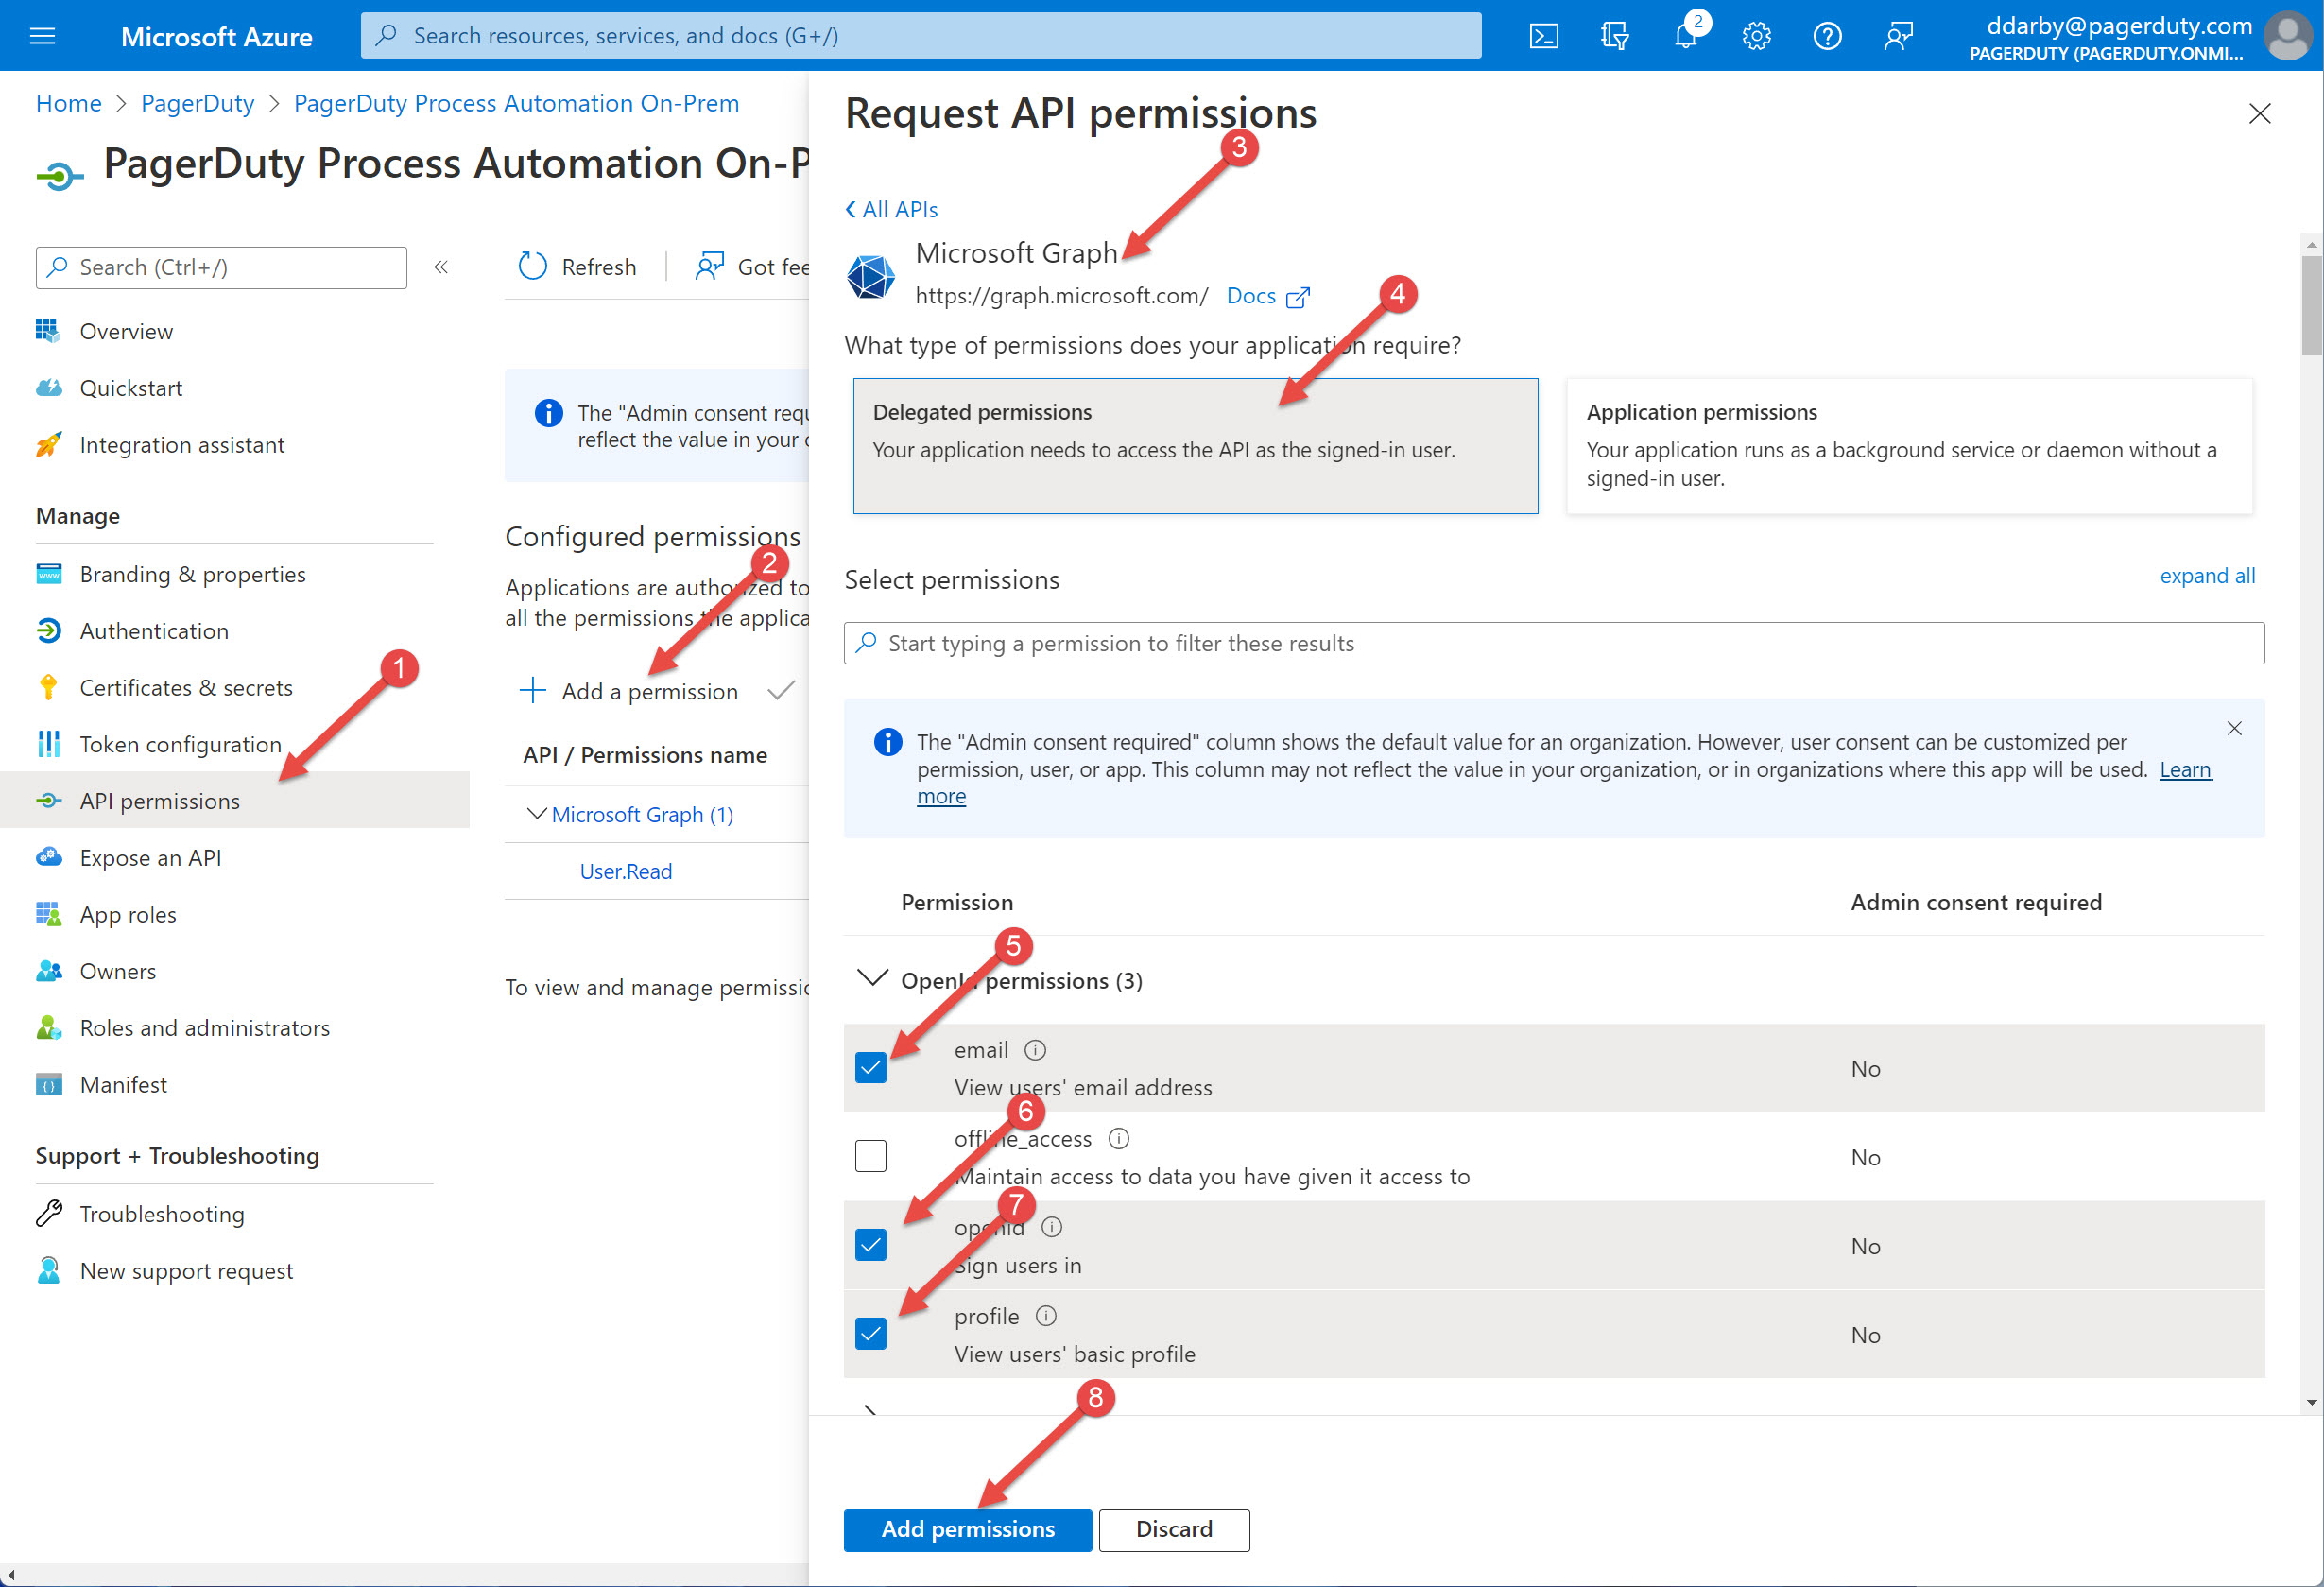 Microsoft Azure
Search resources, services, and docs (G+/)
2
ddarby@pagerduty.com
PAGERDUTY (PAGERDUTY.ONMI...
Home > PagerDuty > PagerDuty Process Automation On-Prem
PagerDuty Process Automation On-P
Search (Ctrl+/)
«
Overview
Quickstart
Integration assistant
Manage
Branding & properties
Authentication
1
Certificates & secrets
Token configuration
API permissions
Expose an API
App roles
Owners
Roles and administrators
Manifest
Support + Troubleshooting
Troubleshooting
New support request
Refresh
Got fee
The "Admin consent requ
reflect the value in your o
Configured permissions
2
Applications are authorized to
all the permissions the applica
Add a permission
API / Permissions name
Microsoft Graph (1)
User.Read
To view and manage permissio
Request API permissions
3
All APIs
Microsoft Graph
https://graph.microsoft.com/ Docs
4
What type of permissions does your application require?
Delegated permissions
Your application needs to access the API as the signed-in user.
Application permissions
Your application runs as a background service or daemon without a
signed-in user.
Select permissions
expand all
Start typing a permission to filter these results
The "Admin consent required" column shows the default value for an organization. However, user consent can be customized per
permission, user, or app. This column may not reflect the value in your organization, or in organizations where this app will be used. Learn
more
Permission
Admin consent required
5
OpenId permissions (3)
email
View users' email address
No
6
offline_access
Maintain access to data you have given it access to
No
7
openid
Sign users in
No
profile
View users' basic profile
No
8
Add permissions
Discard